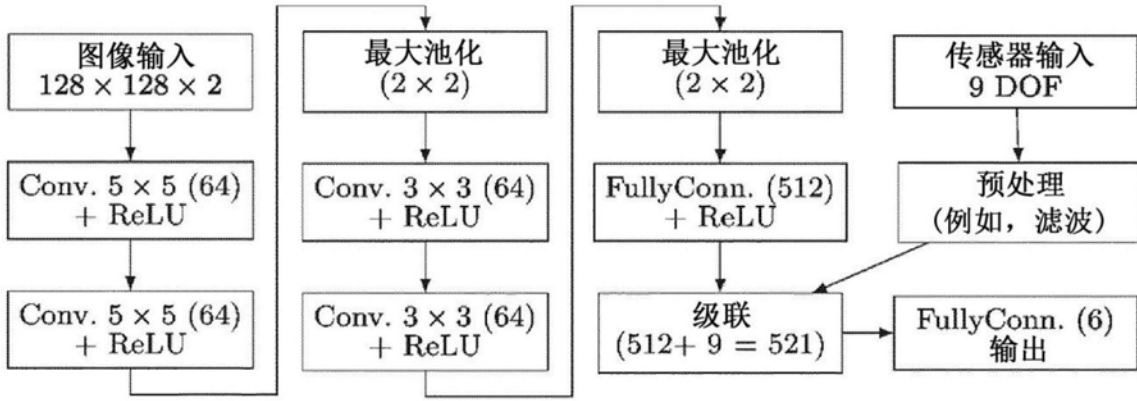 图像输入
128 × 128 × 2
Conv. 5 × 5 (64)
+ ReLU
Conv. 5 × 5 (64)
+ ReLU
最大池化
(2 × 2)
Conv. 3 × 3 (64)
+ ReLU
Conv. 3 × 3 (64)
+ ReLU
最大池化
(2 × 2)
FullyConn. (512)
+ ReLU
级联
(512+ 9 = 521)
传感器输入
9 DOF
预处理
(例如，滤波)
FullyConn. (6)
输出